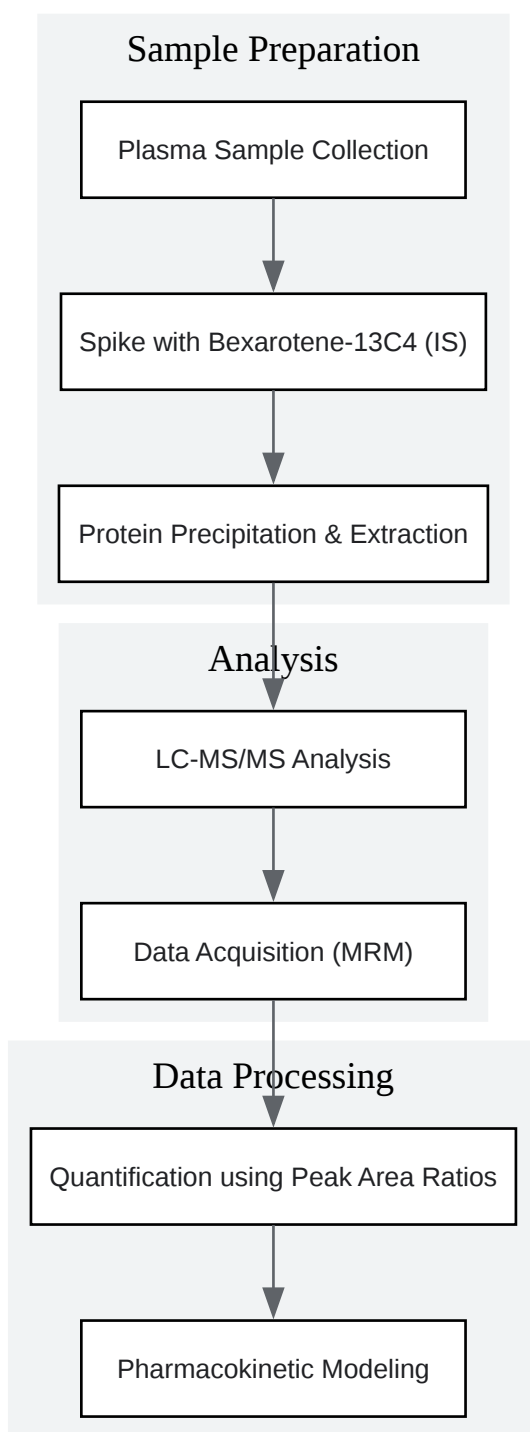 Sample Preparation
Plasma Sample Collection
Spike with Bexarotene-13C4 (IS)
Protein Precipitation & Extraction
Analysis
LC-MS/MS Analysis
Data Acquisition (MRM)
Data Processing
Quantification using Peak Area Ratios
Pharmacokinetic Modeling